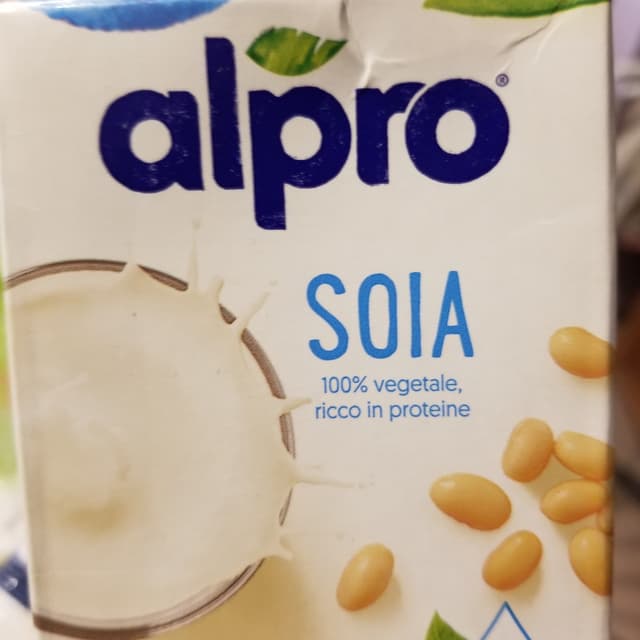 alpro®
SOIA
100% vegetale,
ricco in proteine